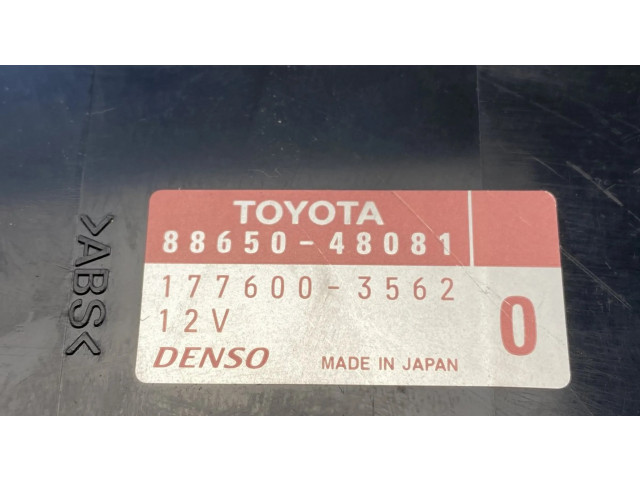 TOYOTA
88650-48081
177600-3562
12V
0
DENSO MADE IN JAPAN
>ABS<